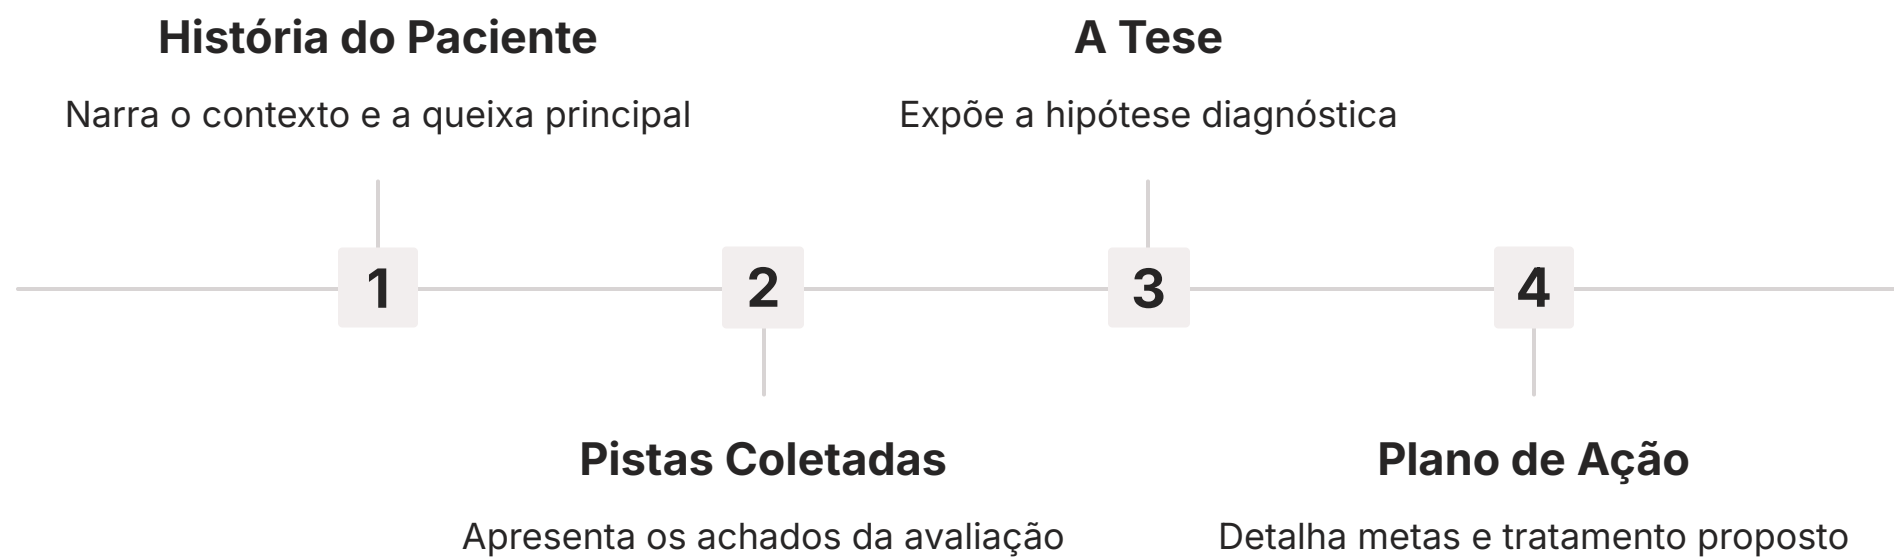 História do Paciente
Narra o contexto e a queixa principal
A Tese
Expõe a hipótese diagnóstica
1
2
3
4
Pistas Coletadas
Apresenta os achados da avaliação
Plano de Ação
Detalha metas e tratamento proposto